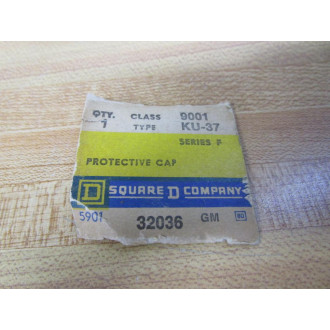 QTY. CLASS 9001
1 TYPE KU-37
SERIES F
PROTECTIVE CAP
D SQUARE D COMPANY
5901 32036 GM